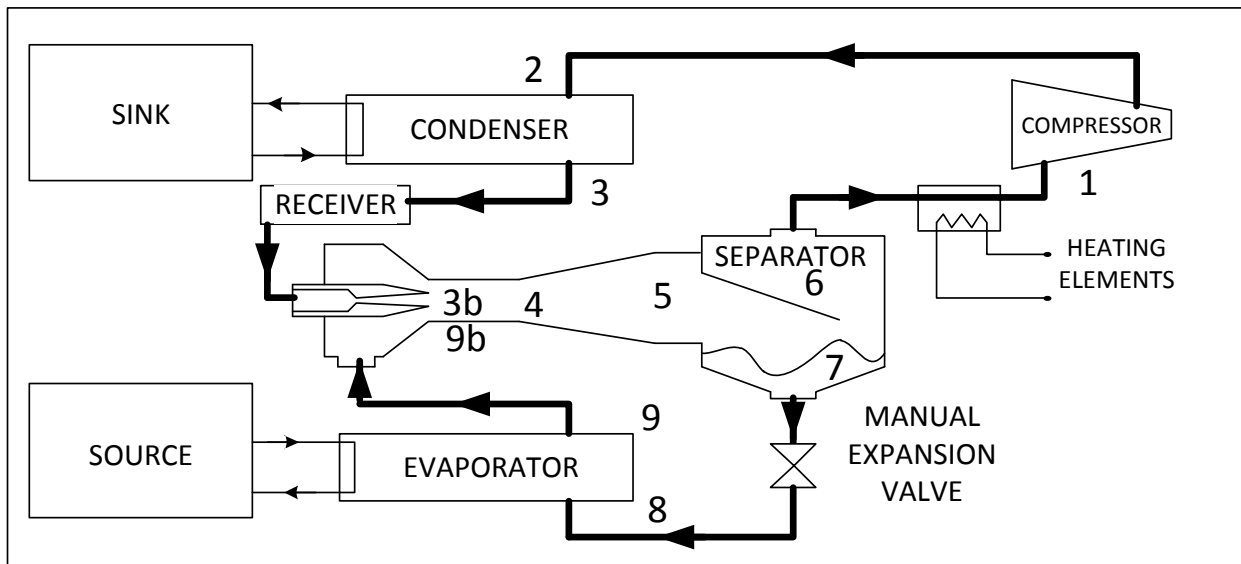 2
SINK
CONDENSER
COMPRESSOR
3
1
RECEIVER
SEPARATOR
HEATING
ELEMENTS
6
5
3b
4
9b
7
MANUAL
EXPANSION
VALVE
9
SOURCE
EVAPORATOR
8